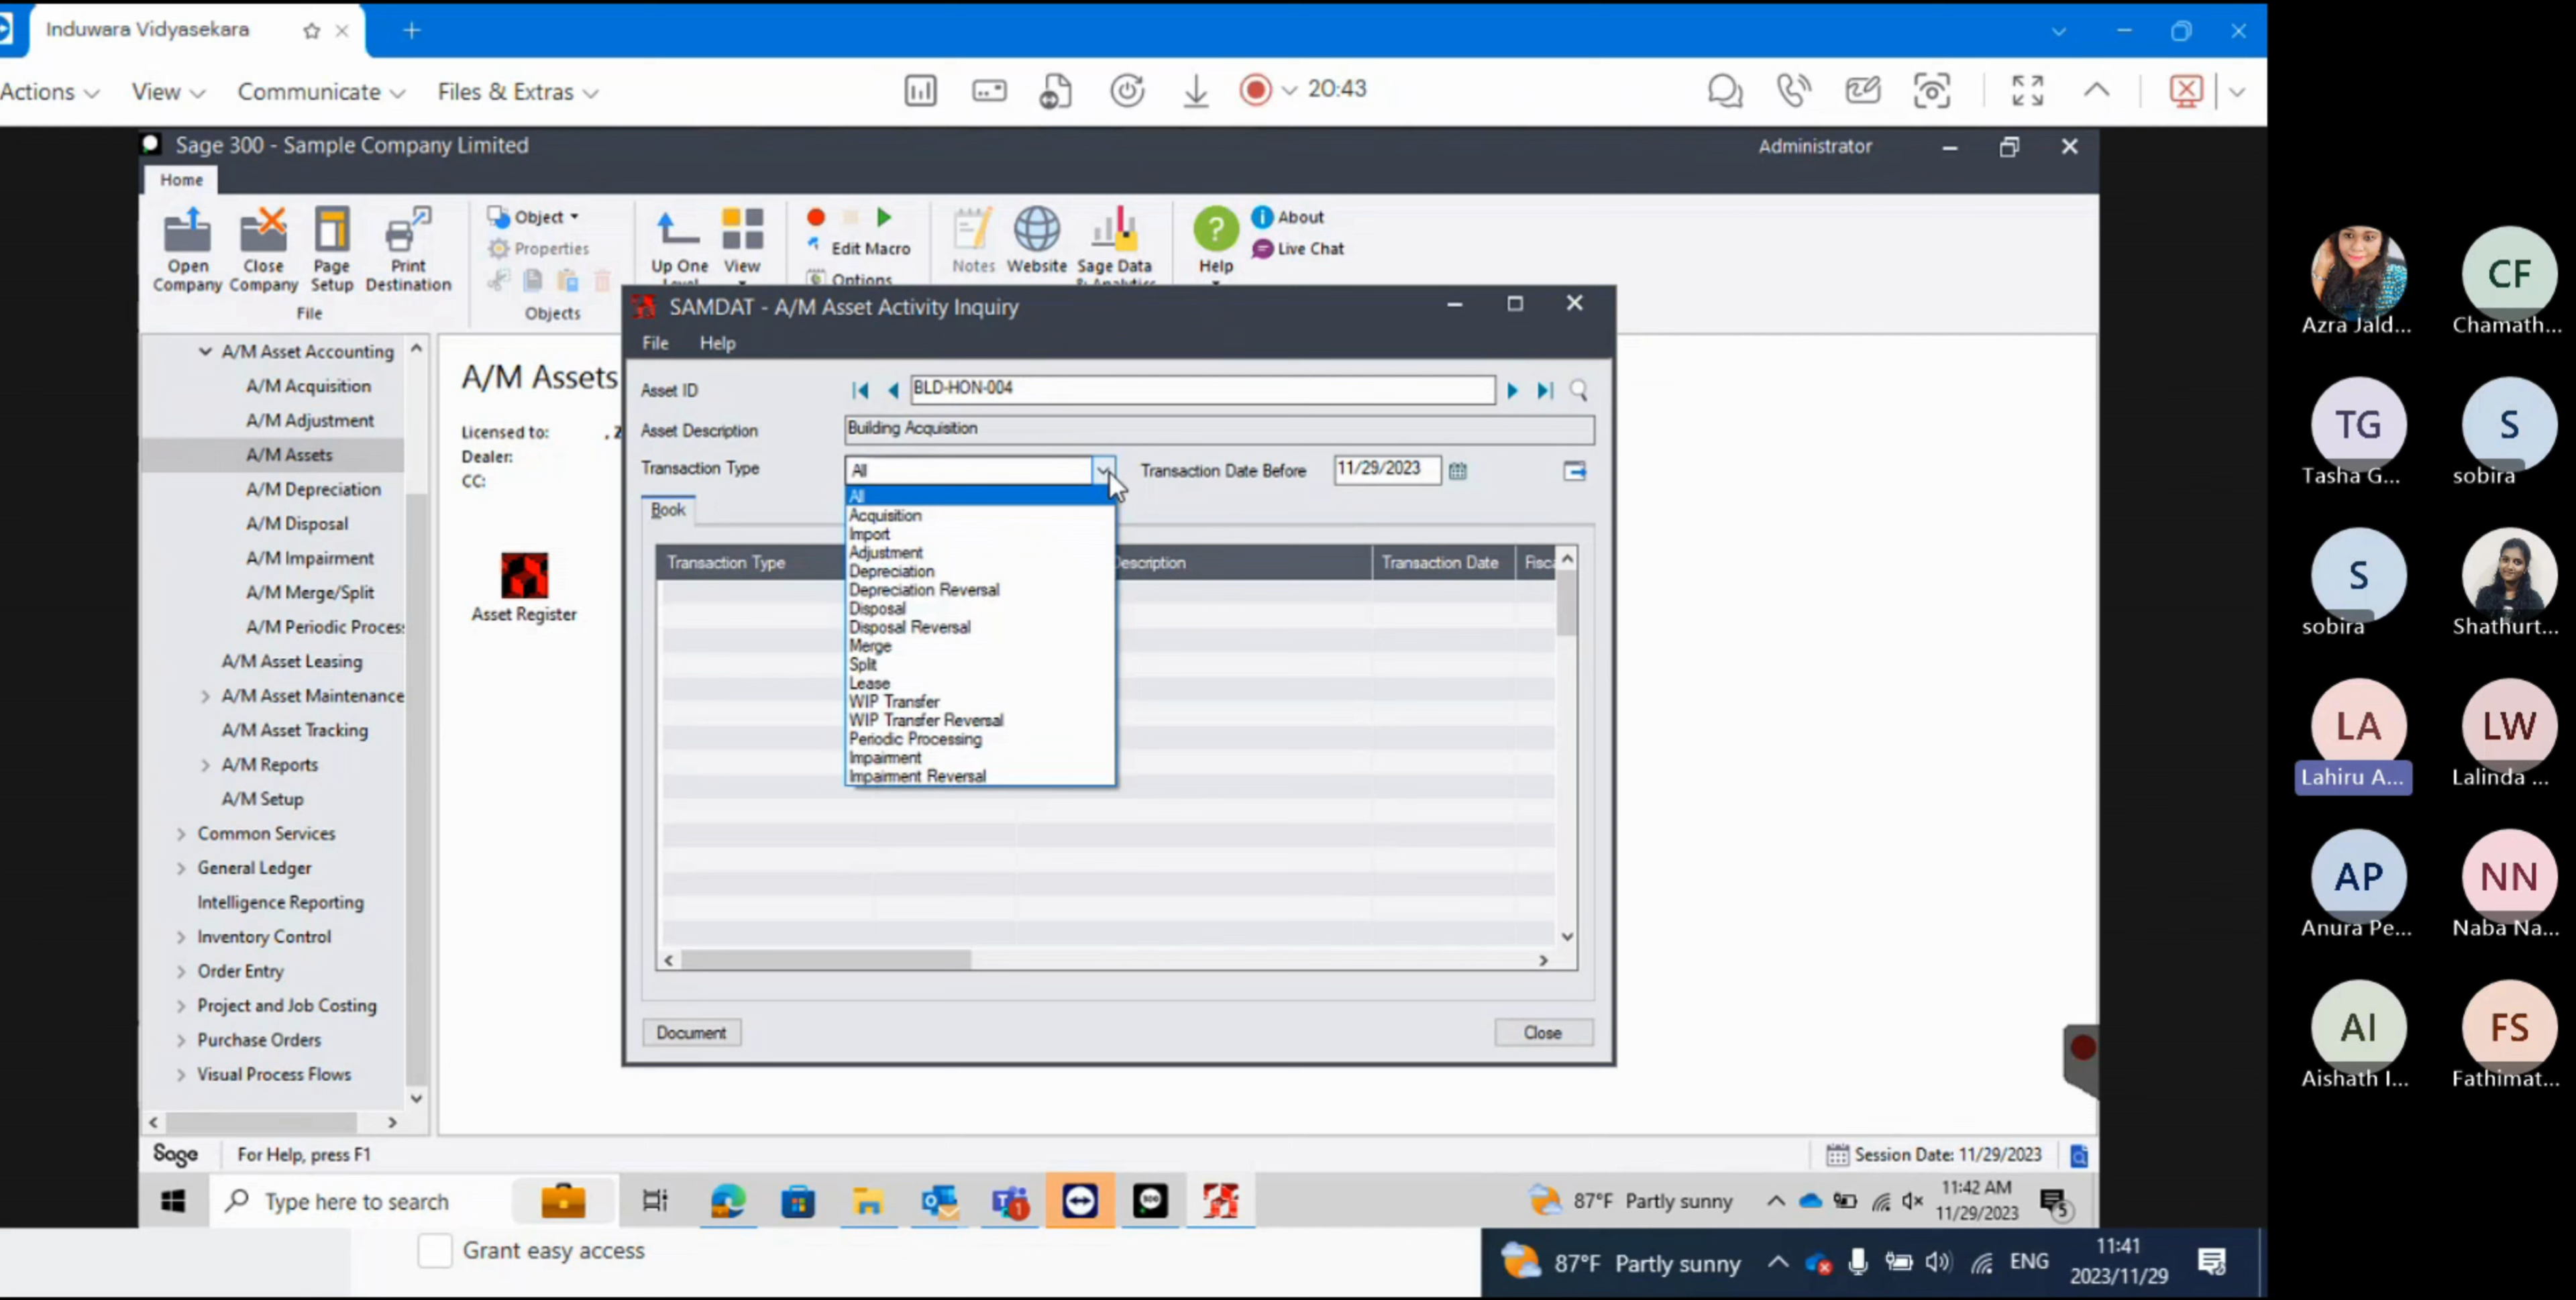 Induwara Vidyasekara
Actions View Communicate Files & Extras 20:43
Sage 300 - Sample Company Limited Administrator
Home
Open Company
Close Company
Page Setup
Print Destination
File
Object
Properties
Objects
Up One Level
View
Edit Macro
Options
Notes
Website
Sage Data & Analytics
Help
About
Live Chat
A/M Asset Accounting
A/M Acquisition
A/M Adjustment
A/M Assets
A/M Depreciation
A/M Disposal
A/M Impairment
A/M Merge/Split
A/M Periodic Process
A/M Asset Leasing
A/M Asset Maintenance
A/M Asset Tracking
A/M Reports
A/M Setup
Common Services
General Ledger
Intelligence Reporting
Inventory Control
Order Entry
Project and Job Costing
Purchase Orders
Visual Process Flows
A/M Assets
Licensed to: , 2
Dealer:
CC:
Asset Register
SAMDAT - A/M Asset Activity Inquiry
File Help
Asset ID BLD-HON-004
Asset Description Building Acquisition
Transaction Type All Transaction Date Before 11/29/2023
All
Acquisition
Import
Adjustment
Depreciation
Depreciation Reversal
Disposal
Disposal Reversal
Merge
Split
Lease
WIP Transfer
WIP Transfer Reversal
Periodic Processing
Impairment
Impairment Reversal
Book
Transaction Type Description Transaction Date Fisca
Document Close
Sage For Help, press F1 Session Date: 11/29/2023
Type here to search
300
1
87°F Partly sunny
11:42 AM
11/29/2023
5
Grant easy access
87°F Partly sunny ENG
11:41
2023/11/29
Azra Jald...
CF
Chamath...
TG
Tasha G...
S
sobira
S
sobira
Shathurt...
LA
Lahiru A...
LW
Lalinda ...
AP
Anura Pe...
NN
Naba Na...
AI
Aishath I...
FS
Fathimat...